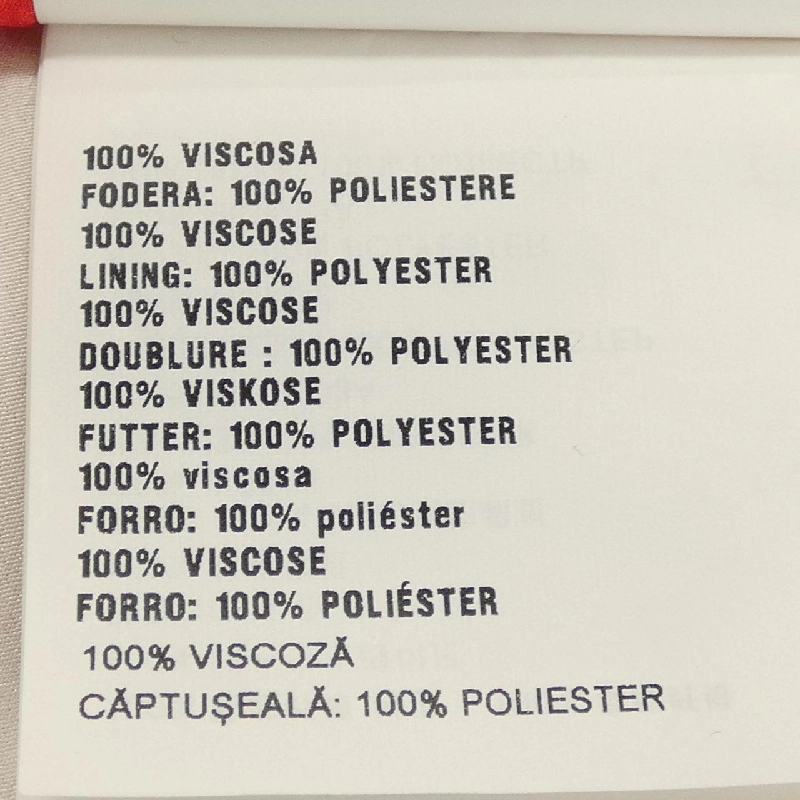 100% VISCOSA
FODERA: 100% POLIESTERE
100% VISCOSE
LINING: 100% POLYESTER
100% VISCOSE
DOUBLURE : 100% POLYESTER
100% VISKOSE
FUTTER: 100% POLYESTER
100% viscosa
FORRO: 100% poliéster
100% VISCOSE
FORRO: 100% POLIÉSTER
100% VISCOZĂ
CĂPTUȘEALĂ: 100% POLIESTER